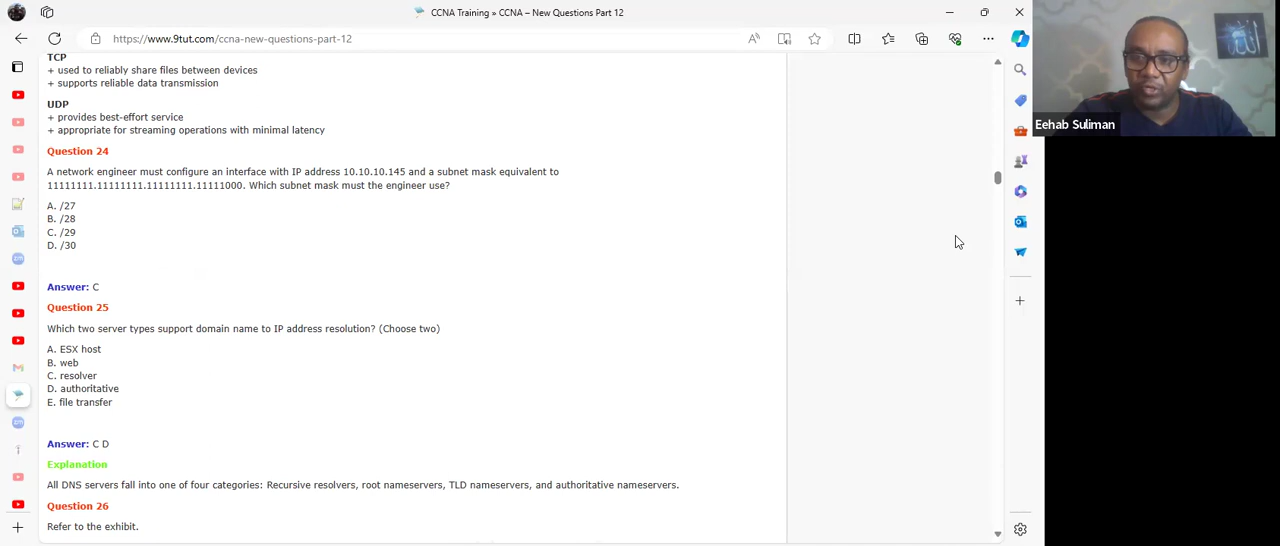 CCNA Training » CCNA – New Questions Part 12
https://www.9tut.com/ccna-new-questions-part-12
TCP
+ used to reliably share files between devices
+ supports reliable data transmission
UDP
+ provides best-effort service
+ appropriate for streaming operations with minimal latency
Question 24
A network engineer must configure an interface with IP address 10.10.10.145 and a subnet mask equivalent to
11111111.11111111.11111111.11111000. Which subnet mask must the engineer use?
A. /27
B. /28
C. /29
D. /30
Answer: C
Question 25
Which two server types support domain name to IP address resolution? (Choose two)
A. ESX host
B. web
C. resolver
D. authoritative
E. file transfer
Answer: C D
Explanation
All DNS servers fall into one of four categories: Recursive resolvers, root nameservers, TLD nameservers, and authoritative nameservers.
Question 26
Refer to the exhibit.
Eehab Suliman